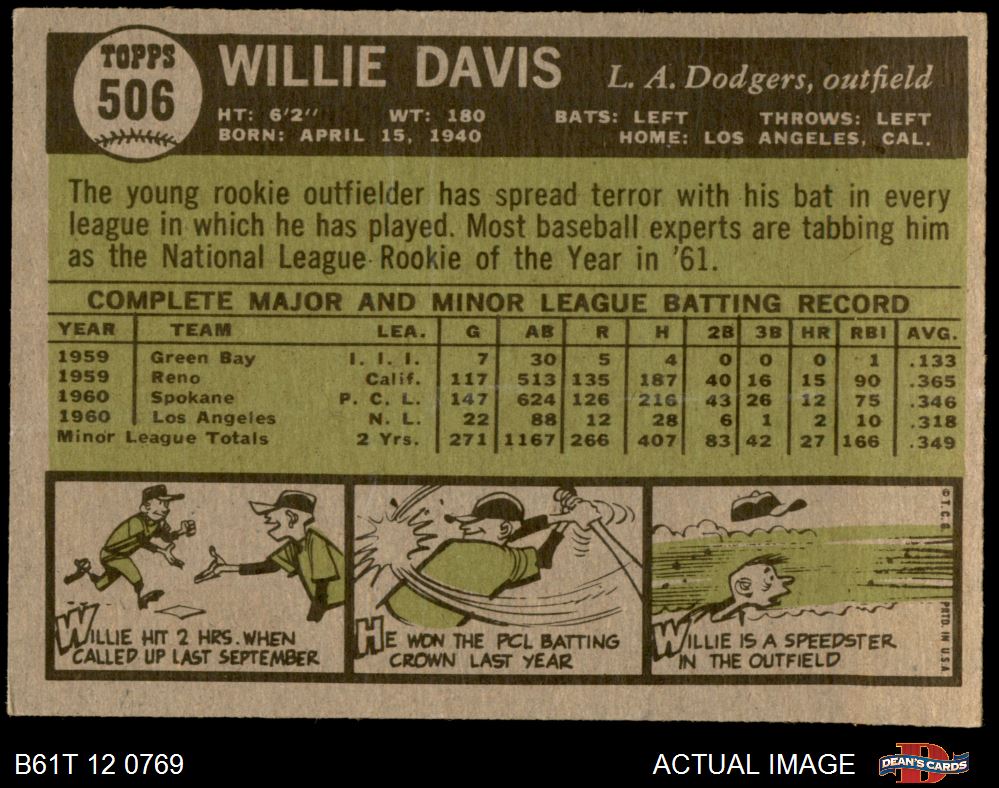 TOPPS
506
WILLIE DAVIS
L. A. Dodgers, outfield
HT: 6'2'' WT: 180 BATS: LEFT THROWS: LEFT
BORN: APRIL 15, 1940 HOME: LOS ANGELES, CAL.
The young rookie outfielder has spread terror with his bat in every
league in which he has played. Most baseball experts are tabbing him
as the National League Rookie of the Year in '61.
COMPLETE MAJOR AND MINOR LEAGUE BATTING RECORD
YEAR TEAM LEA. G AB R H 2B 3B HR RBI AVG.
1959 Green Bay I. I. I. 7 30 5 4 0 0 0 1 .133
1959 Reno Calif. 117 513 135 187 40 16 15 90 .365
1960 Spokane P. C. L. 147 624 126 216 43 26 12 75 .346
1960 Los Angeles N. L. 22 88 12 28 6 1 2 10 .318
Minor League Totals 2 Yrs. 271 1167 266 407 83 42 27 166 .349
WILLIE HIT 2 HRS. WHEN
CALLED UP LAST SEPTEMBER
HE WON THE PCL BATTING
CROWN LAST YEAR
WILLIE IS A SPEEDSTER
IN THE OUTFIELD
© T. C. G. PRTD. IN U.S.A.
B61T 12 0769
ACTUAL IMAGE
DEAN'S CARDS